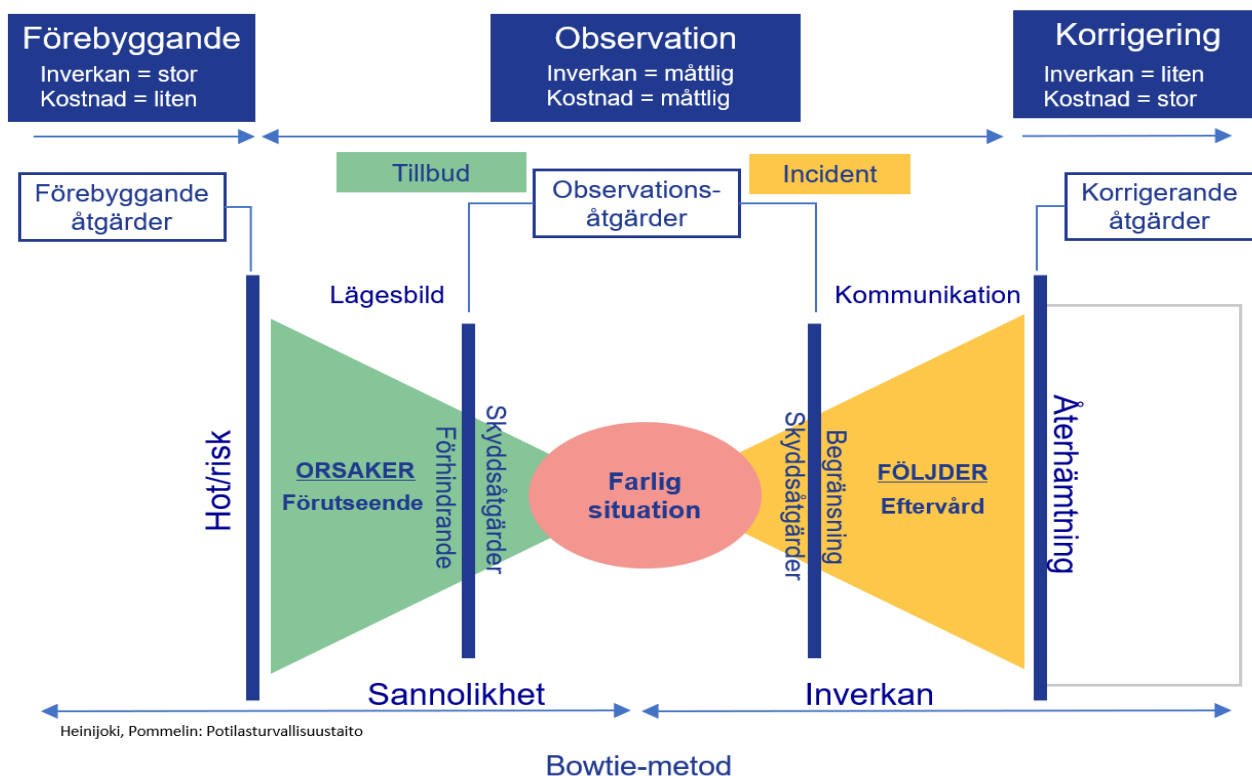 Förebyggande
Inverkan = stor
Kostnad = liten
Observation
Inverkan = måttlig
Kostnad = måttlig
Korrigering
Inverkan = liten
Kostnad = stor
Tillbud
Incident
Förebyggande
åtgärder
Observations-
åtgärder
Korrigerande
åtgärder
Lägesbild
Kommunikation
Hot/risk
ORSAKER
Förutseende
Förhindrande
Skyddsåtgärder
Farlig
situation
Skyddsåtgärder
Begränsning
FÖLJDER
Eftervård
Återhämtning
Sannolikhet
Inverkan
Heinijoki, Pommelin: Potilasturvallisuustaito
Bowtie-metod